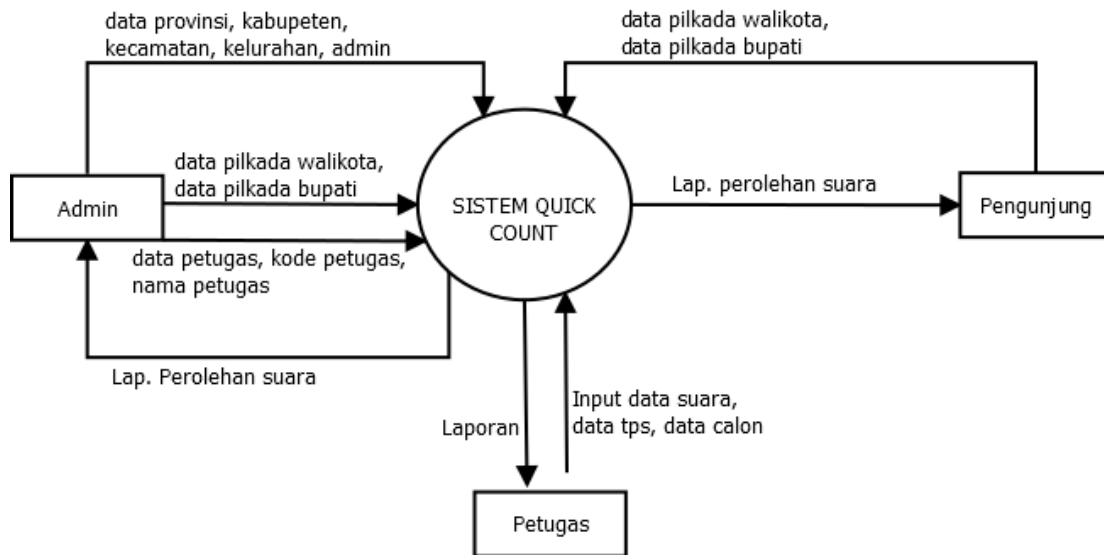 data provinsi, kabupeten,
kecamatan, kelurahan, admin
data pilkada walikota,
data pilkada bupati
data pilkada walikota,
data pilkada bupati
Admin
SISTEM QUICK
COUNT
Lap. perolehan suara
Pengunjung
data petugas, kode petugas,
nama petugas
Lap. Perolehan suara
Laporan
Input data suara,
data tps, data calon
Petugas